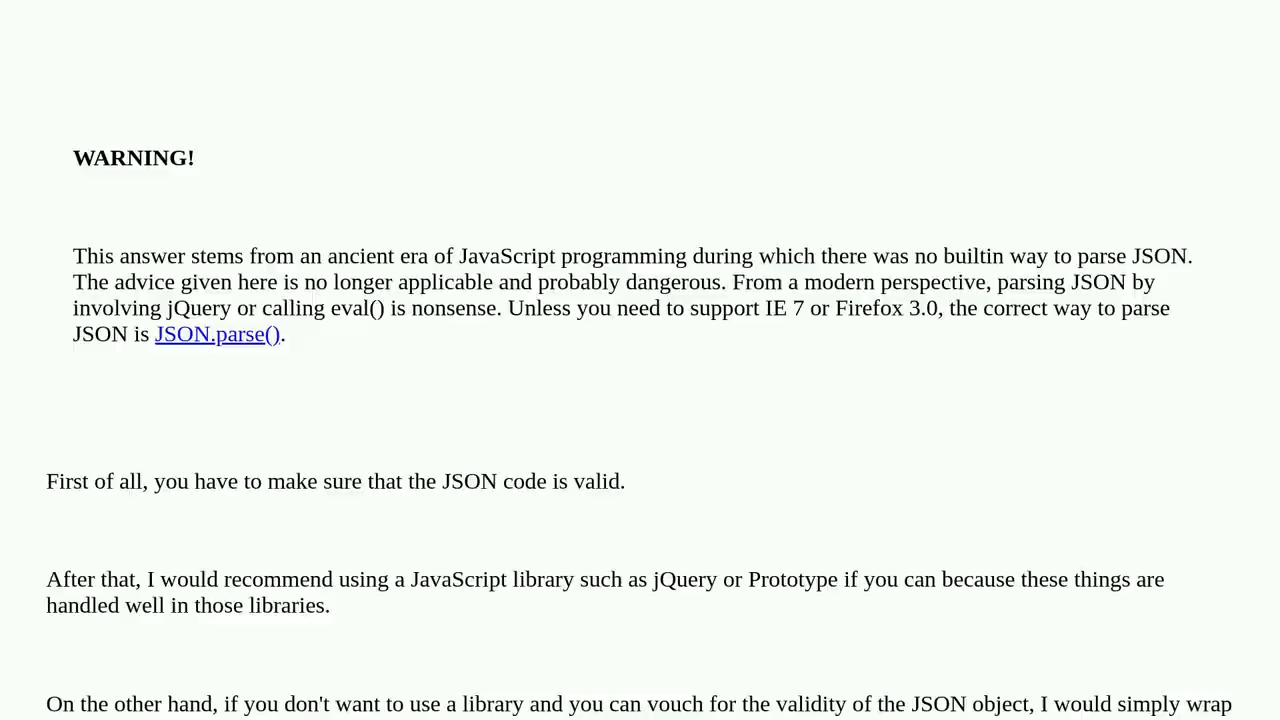 WARNING!
This answer stems from an ancient era of JavaScript programming during which there was no builtin way to parse JSON.
The advice given here is no longer applicable and probably dangerous. From a modern perspective, parsing JSON by
involving jQuery or calling eval() is nonsense. Unless you need to support IE 7 or Firefox 3.0, the correct way to parse
JSON is JSON.parse().
First of all, you have to make sure that the JSON code is valid.
After that, I would recommend using a JavaScript library such as jQuery or Prototype if you can because these things are
handled well in those libraries.
On the other hand, if you don't want to use a library and you can vouch for the validity of the JSON object, I would simply wrap